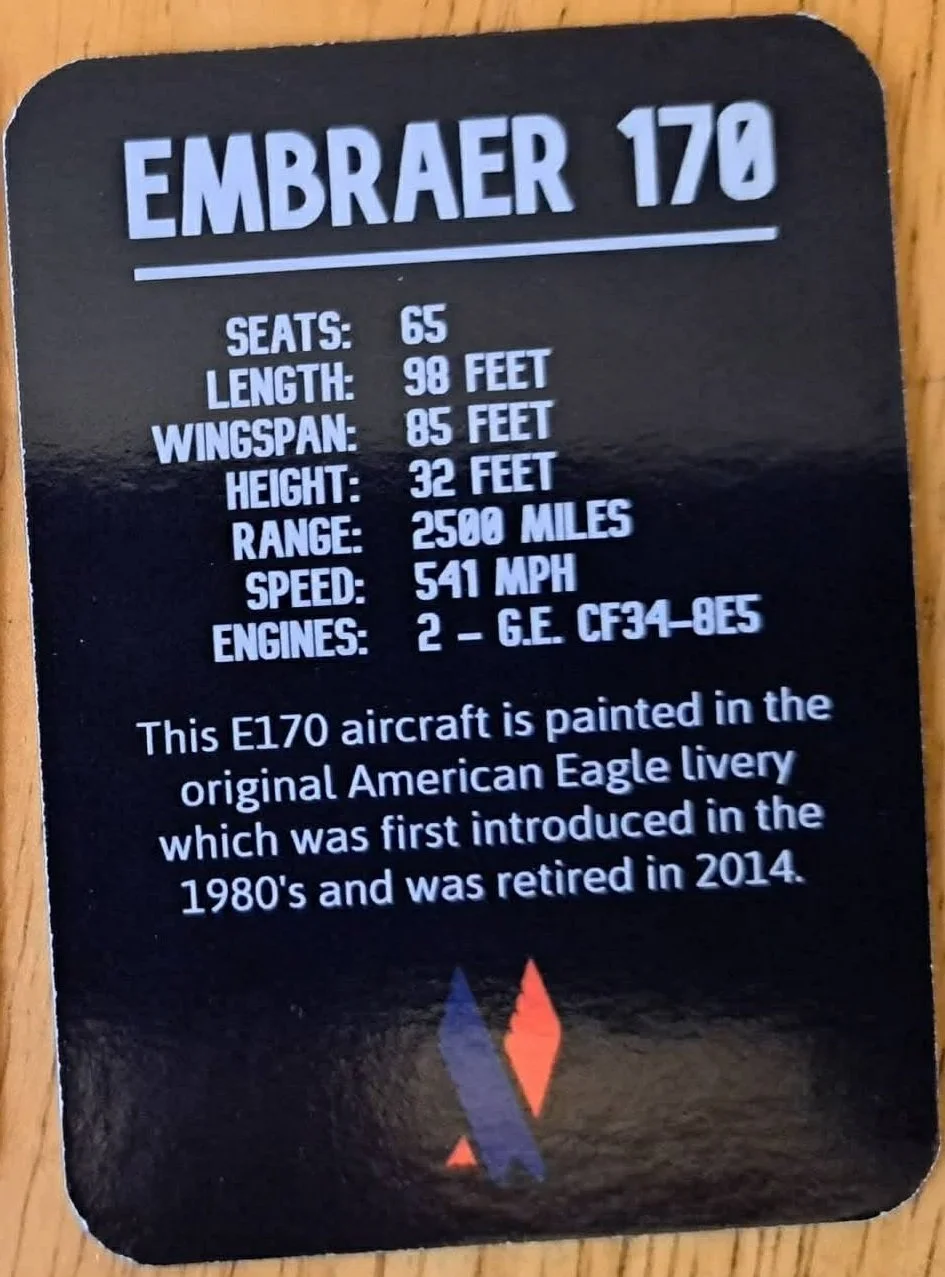 EMBRAER 170
SEATS: 65
LENGTH: 98 FEET
WINGSPAN: 85 FEET
HEIGHT: 32 FEET
RANGE: 2500 MILES
SPEED: 541 MPH
ENGINES: 2 – G.E. CF34–8E5
This E170 aircraft is painted in the
original American Eagle livery
which was first introduced in the
1980's and was retired in 2014.